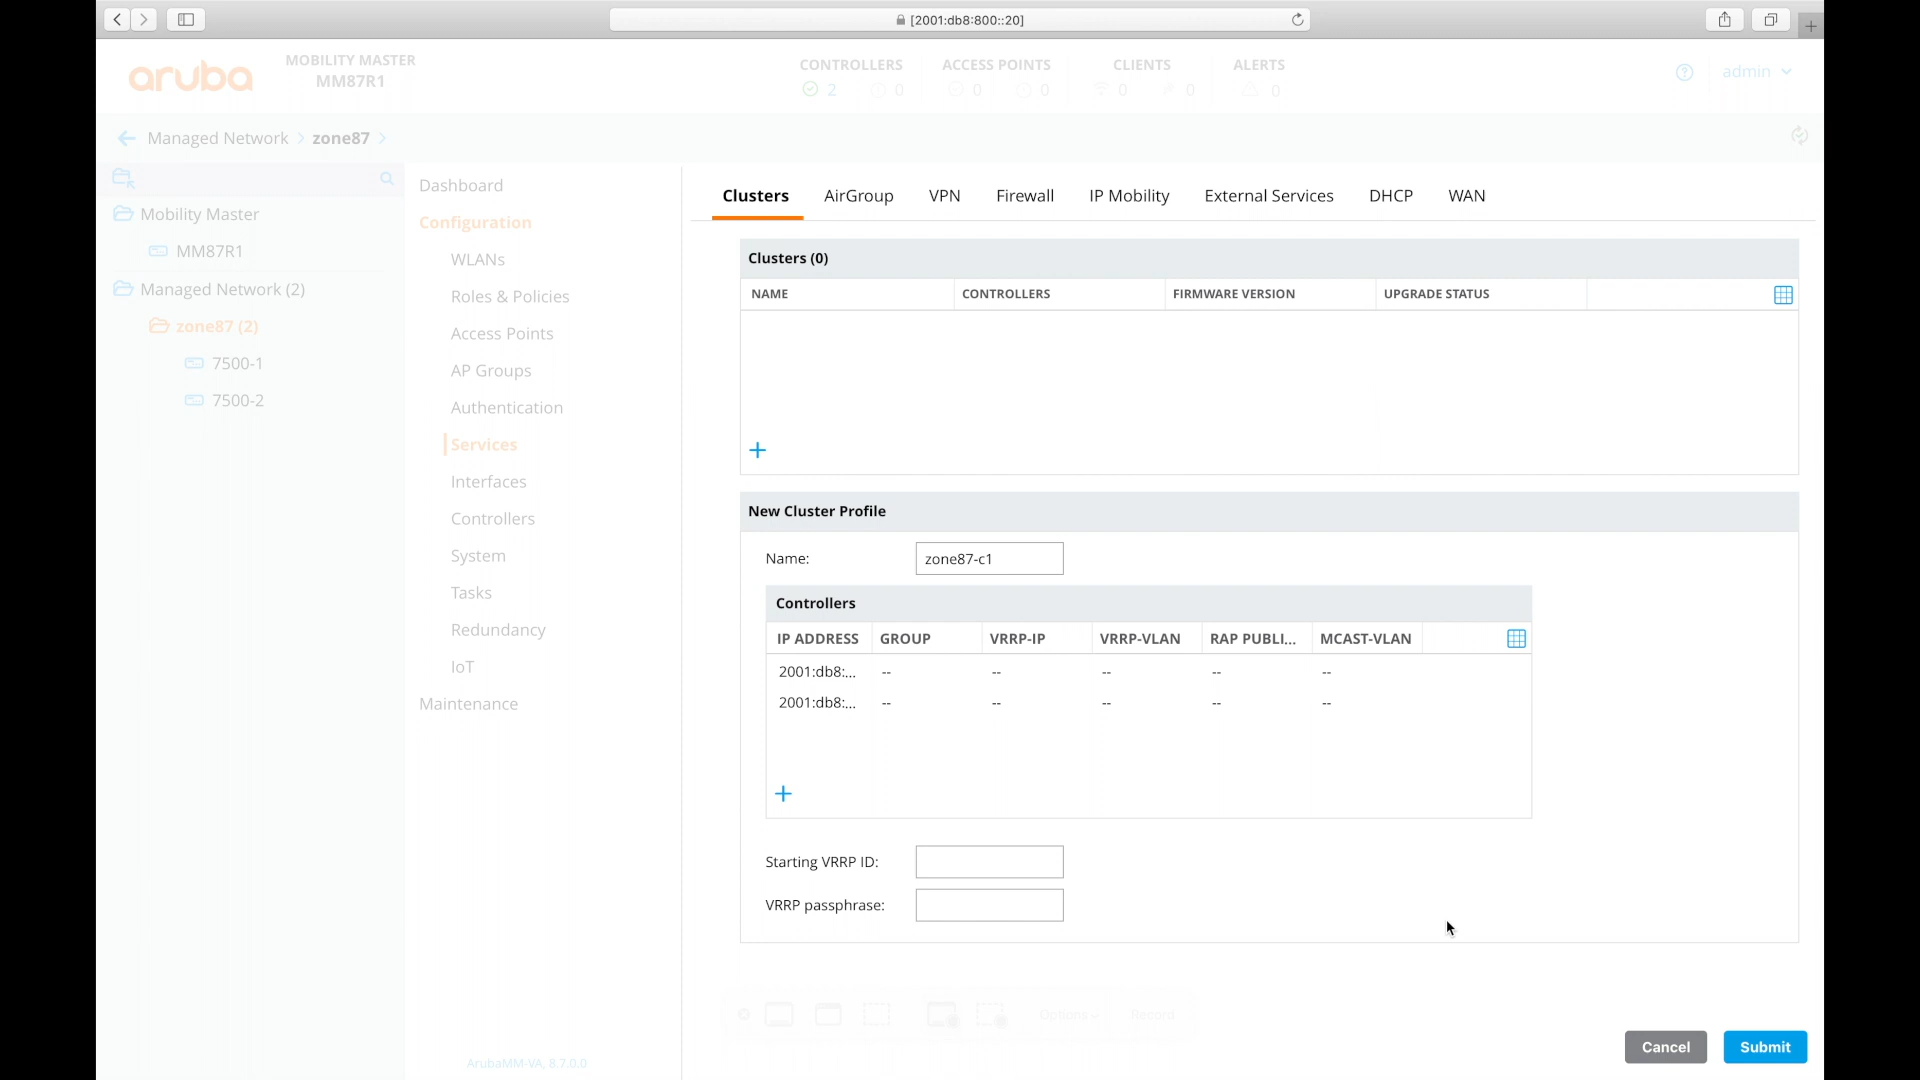 [2001:db8:800::20]
aruba
MOBILITY MASTER
MM87R1
CONTROLLERS
2 0
ACCESS POINTS
0 0
CLIENTS
0 0
ALERTS
0
admin
Managed Network > zone87 >
Mobility Master
MM87R1
Managed Network (2)
zone87 (2)
7500-1
7500-2
Dashboard
Configuration
WLANs
Roles & Policies
Access Points
AP Groups
Authentication
Services
Interfaces
Controllers
System
Tasks
Redundancy
IoT
Maintenance
ArubaMM-VA, 8.7.0.0
Clusters AirGroup VPN Firewall IP Mobility External Services DHCP WAN
Clusters (0)
NAME CONTROLLERS FIRMWARE VERSION UPGRADE STATUS
+
New Cluster Profile
Name: zone87-c1
Controllers
IP ADDRESS GROUP VRRP-IP VRRP-VLAN RAP PUBLI... MCAST-VLAN
2001:db8:... -- -- -- -- --
2001:db8:... -- -- -- -- --
+
Starting VRRP ID:
VRRP passphrase:
Options Record
Cancel Submit